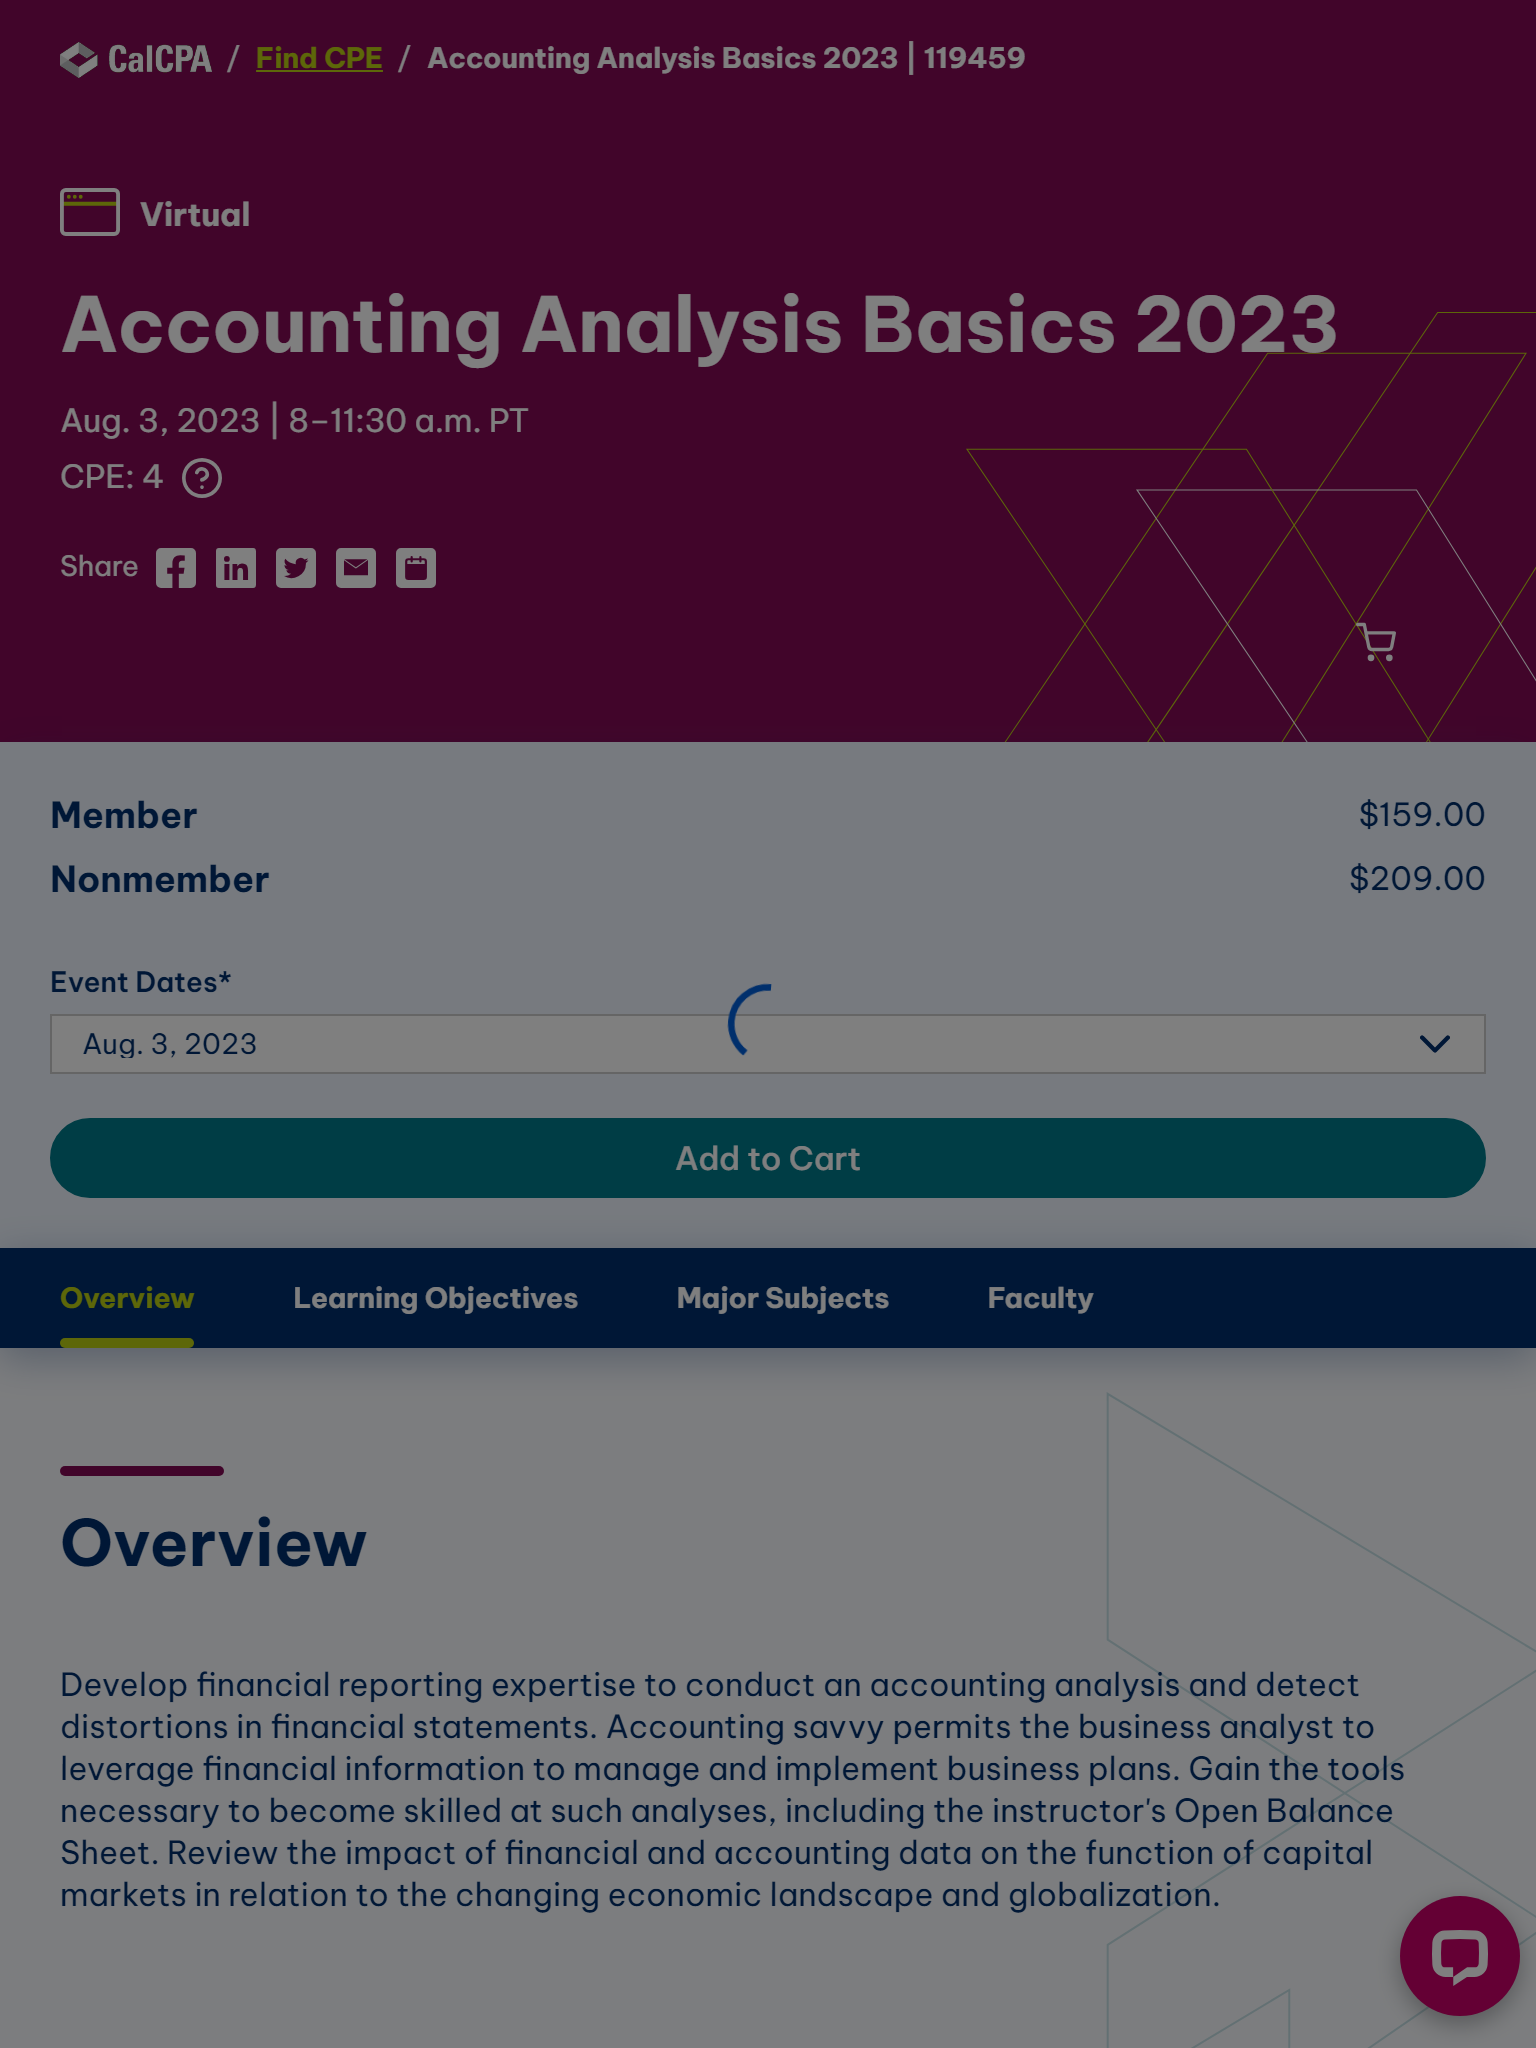 CalCPA / Find CPE / Accounting Analysis Basics 2023 | 119459
Virtual
Accounting Analysis Basics 2023
Aug. 3, 2023 | 8–11:30 a.m. PT
CPE: 4 ?
Share
Member $159.00
Nonmember $209.00
Event Dates*
Aug. 3, 2023
Add to Cart
Overview Learning Objectives Major Subjects Faculty
Overview
Develop financial reporting expertise to conduct an accounting analysis and detect
distortions in financial statements. Accounting savvy permits the business analyst to
leverage financial information to manage and implement business plans. Gain the tools
necessary to become skilled at such analyses, including the instructor's Open Balance
Sheet. Review the impact of financial and accounting data on the function of capital
markets in relation to the changing economic landscape and globalization.